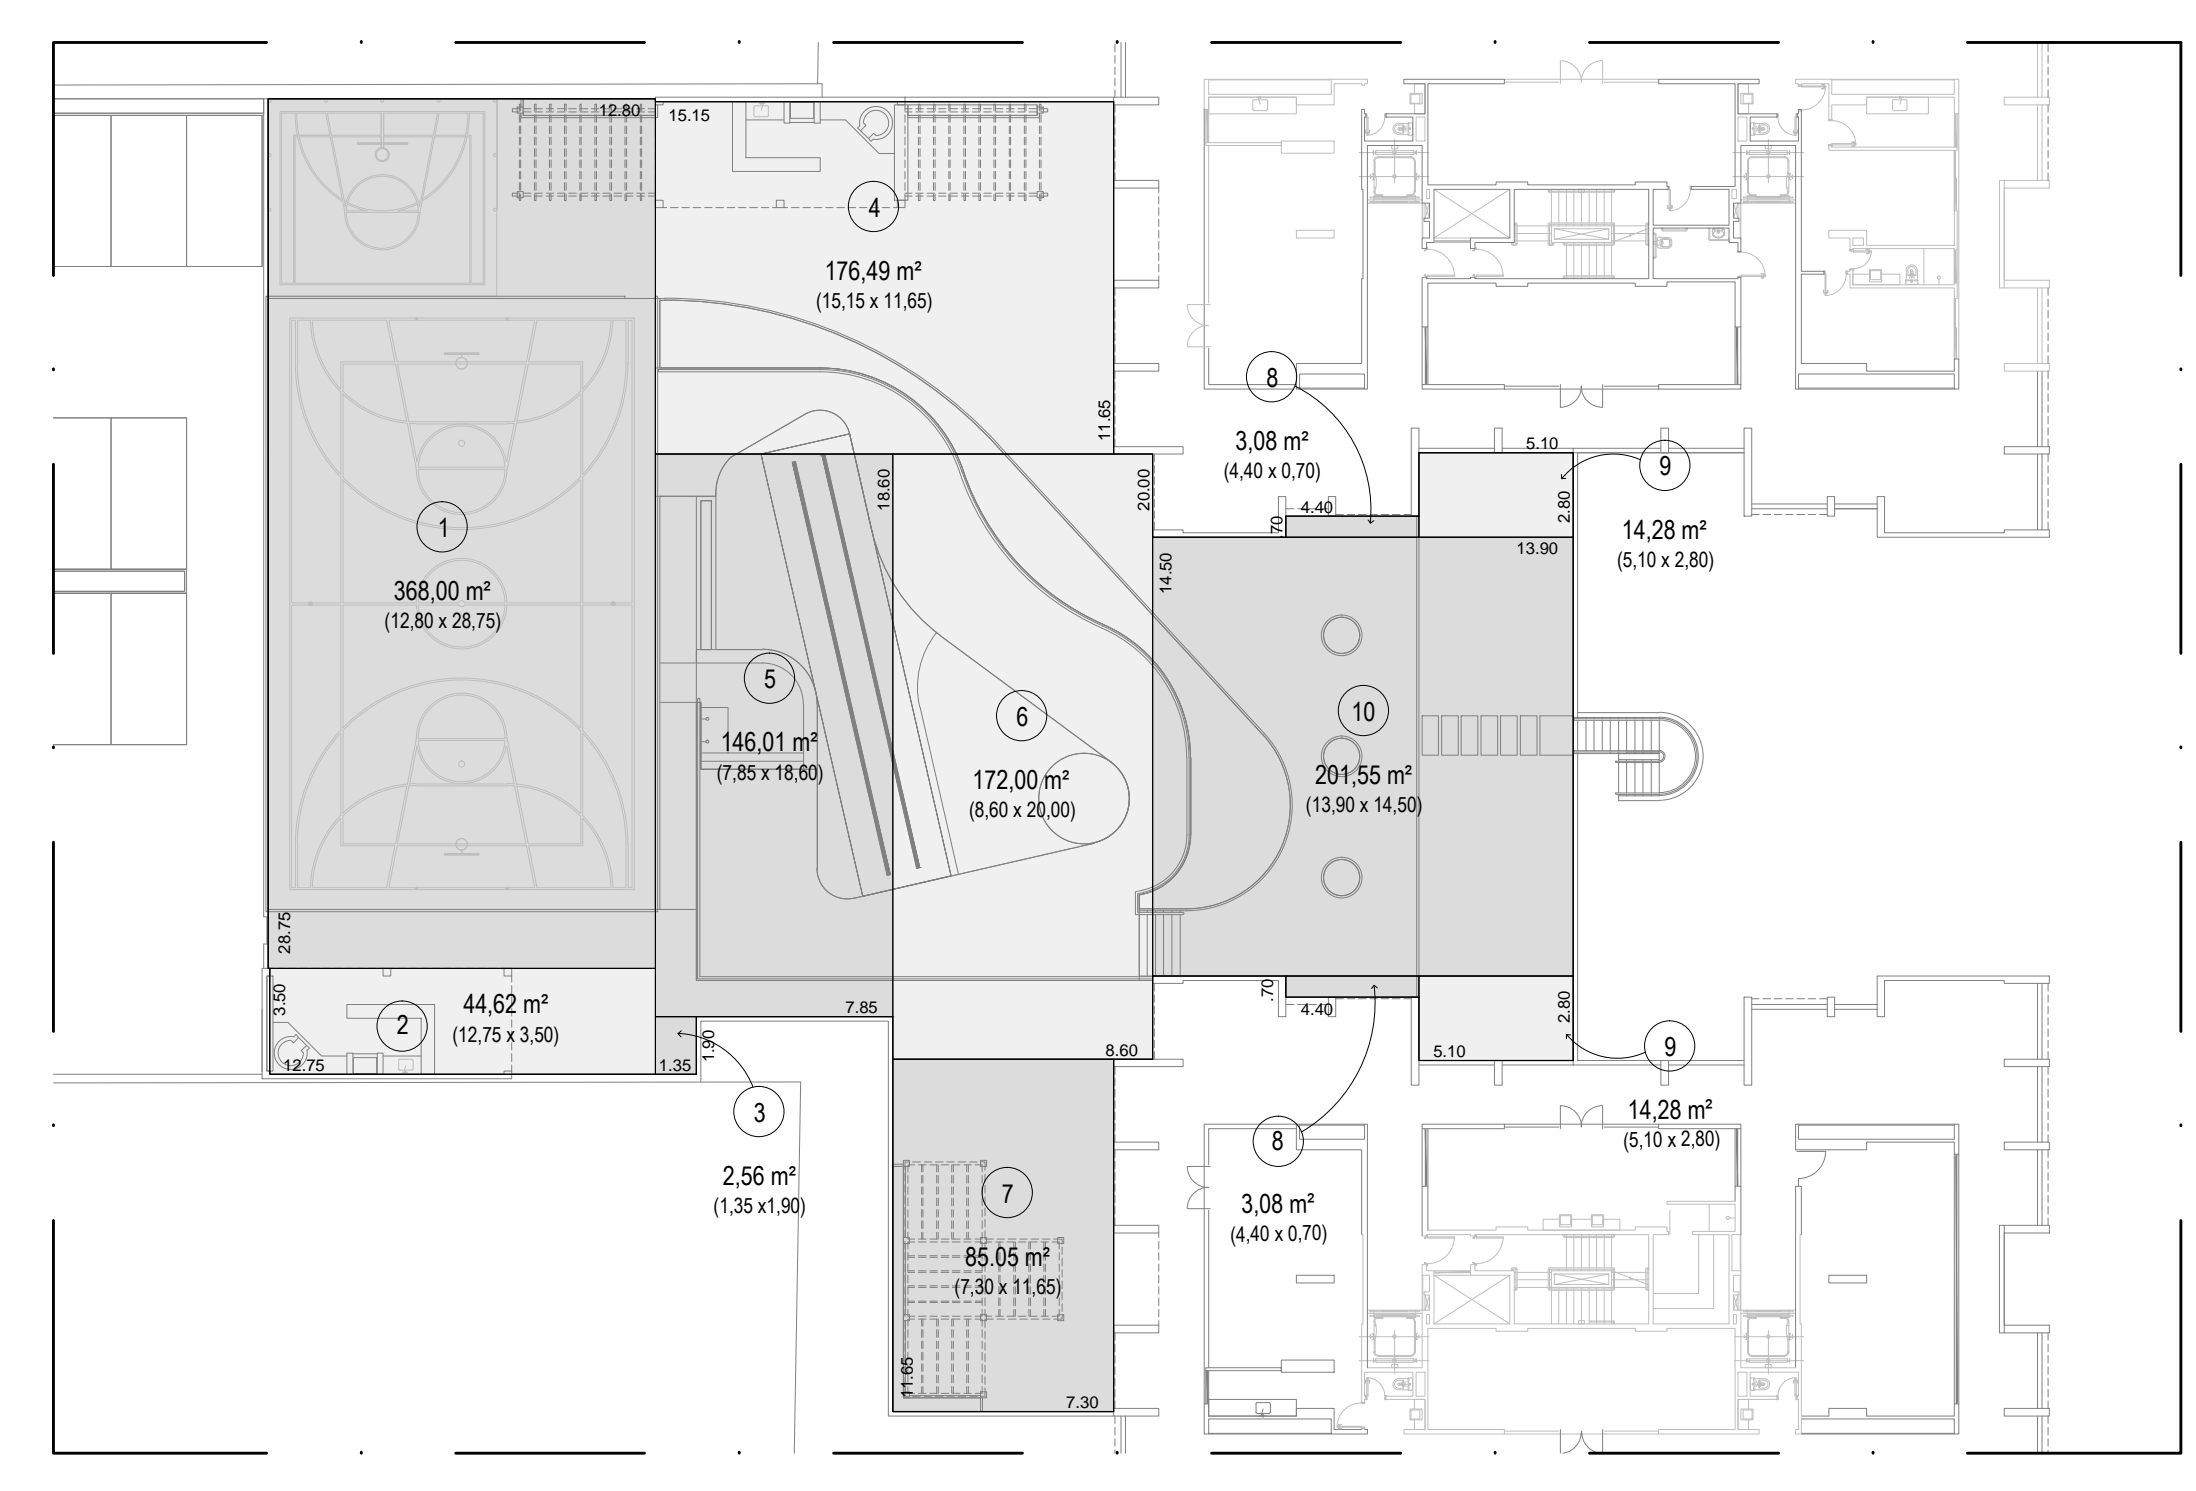 12.80
15.15
4
176,49 m²
(15,15 x 11,65)
11.65
8
3,08 m²
(4,40 x 0,70)
5.10
9
2.80
14,28 m²
(5,10 x 2,80)
18.60
20.00
4.40
.70
13.90
14.50
1
368,00 m²
(12,80 x 28,75)
5
146,01 m²
(7,85 x 18,60)
6
172,00 m²
(8,60 x 20,00)
10
201,55 m²
(13,90 x 14,50)
28.75
3.50
2
44,62 m²
(12,75 x 3,50)
12.75
7.85
1.90
1.35
3
2,56 m²
(1,35 x1,90)
8.60
.70
4.40
2.80
5.10
9
14,28 m²
(5,10 x 2,80)
8
3,08 m²
(4,40 x 0,70)
7
85.05 m²
(7,30 x 11,65)
11.65
7.30